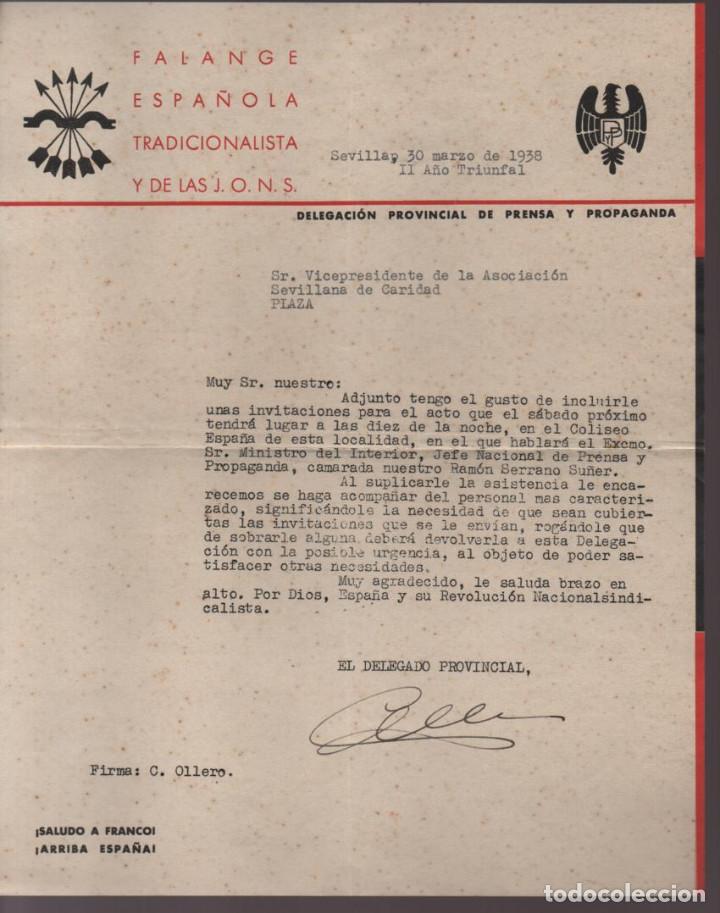 FALANGE
ESPAÑOLA
TRADICIONALISTA
Y DE LAS J. O. N. S.
PYP
Sevilla, 30 marzo de 1938
II Año Triunfal
DELEGACIÓN PROVINCIAL DE PRENSA Y PROPAGANDA
Sr. Vicepresidente de la Asociación
Sevillana de Caridad
PLAZA
Muy Sr. nuestro:
Adjunto tengo el gusto de incluirle
unas invitaciones para el acto que el sábado próximo
tendrá lugar a las diez de la noche, en el Coliseo
España de esta localidad, en el que hablará el Excmo.
Sr. Ministro del Interior, Jefe Nacional de Prensa y
Propaganda, camarada nuestro Ramón Serrano Suñer.
Al suplicarle la asistencia le enca-
recemos se haga acompañar del personal mas caracteri-
zado, significándole la necesidad de que sean cubier-
tas las invitaciones que se le envían, rogándole que
de sobrarle alguna deberá devolverla a esta Delega-
ción con la posible urgencia, al objeto de poder sa-
tisfacer otras necesidades.
Muy agradecido, le saluda brazo en
alto. Por Dios, España y su Revolución Nacionalsindi-
calista.
EL DELEGADO PROVINCIAL,
Firma: C. Ollero.
¡SALUDO A FRANCO!
¡ARRIBA ESPAÑA!
todocoleccion.net